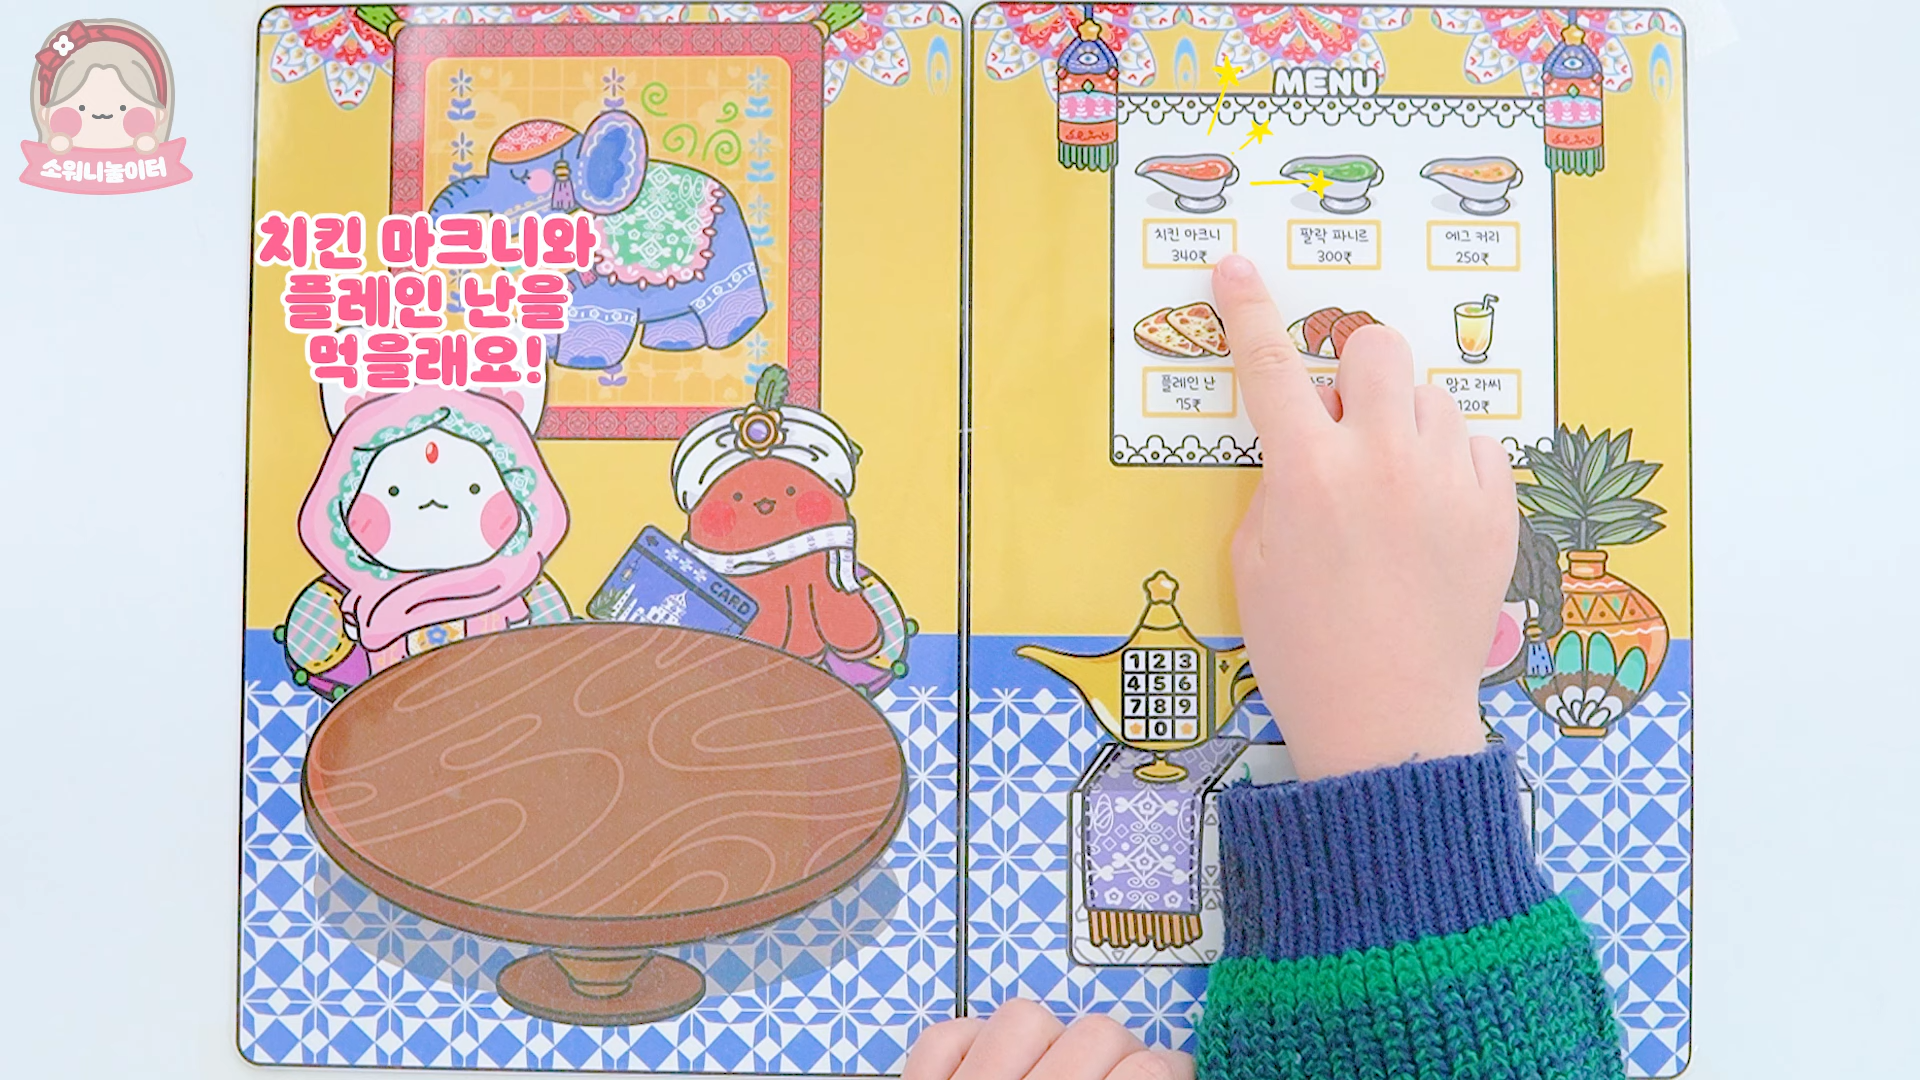 소워니놀이터
치킨 마크니와
플레인 난을
먹을래요!
MENU
치킨 마크니
340₹
팔락 파니르
300₹
에그 커리
250₹
플레인 난
75₹
망고 라씨
120₹
CARD
1 2 3
4 5 6
7 8 9
0